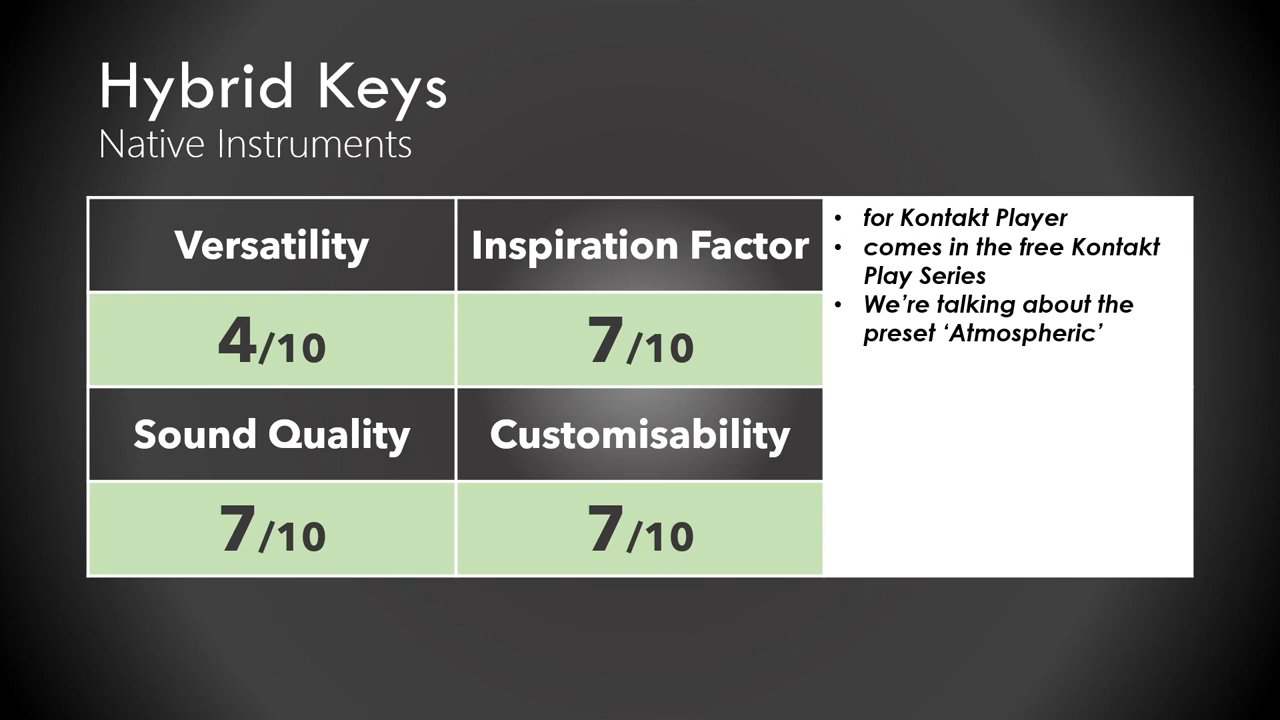 Hybrid Keys
Native Instruments
Versatility
Inspiration Factor
4/10
7/10
Sound Quality
Customisability
7/10
7/10
• for Kontakt Player
• comes in the free Kontakt
Play Series
• We’re talking about the
preset ‘Atmospheric’